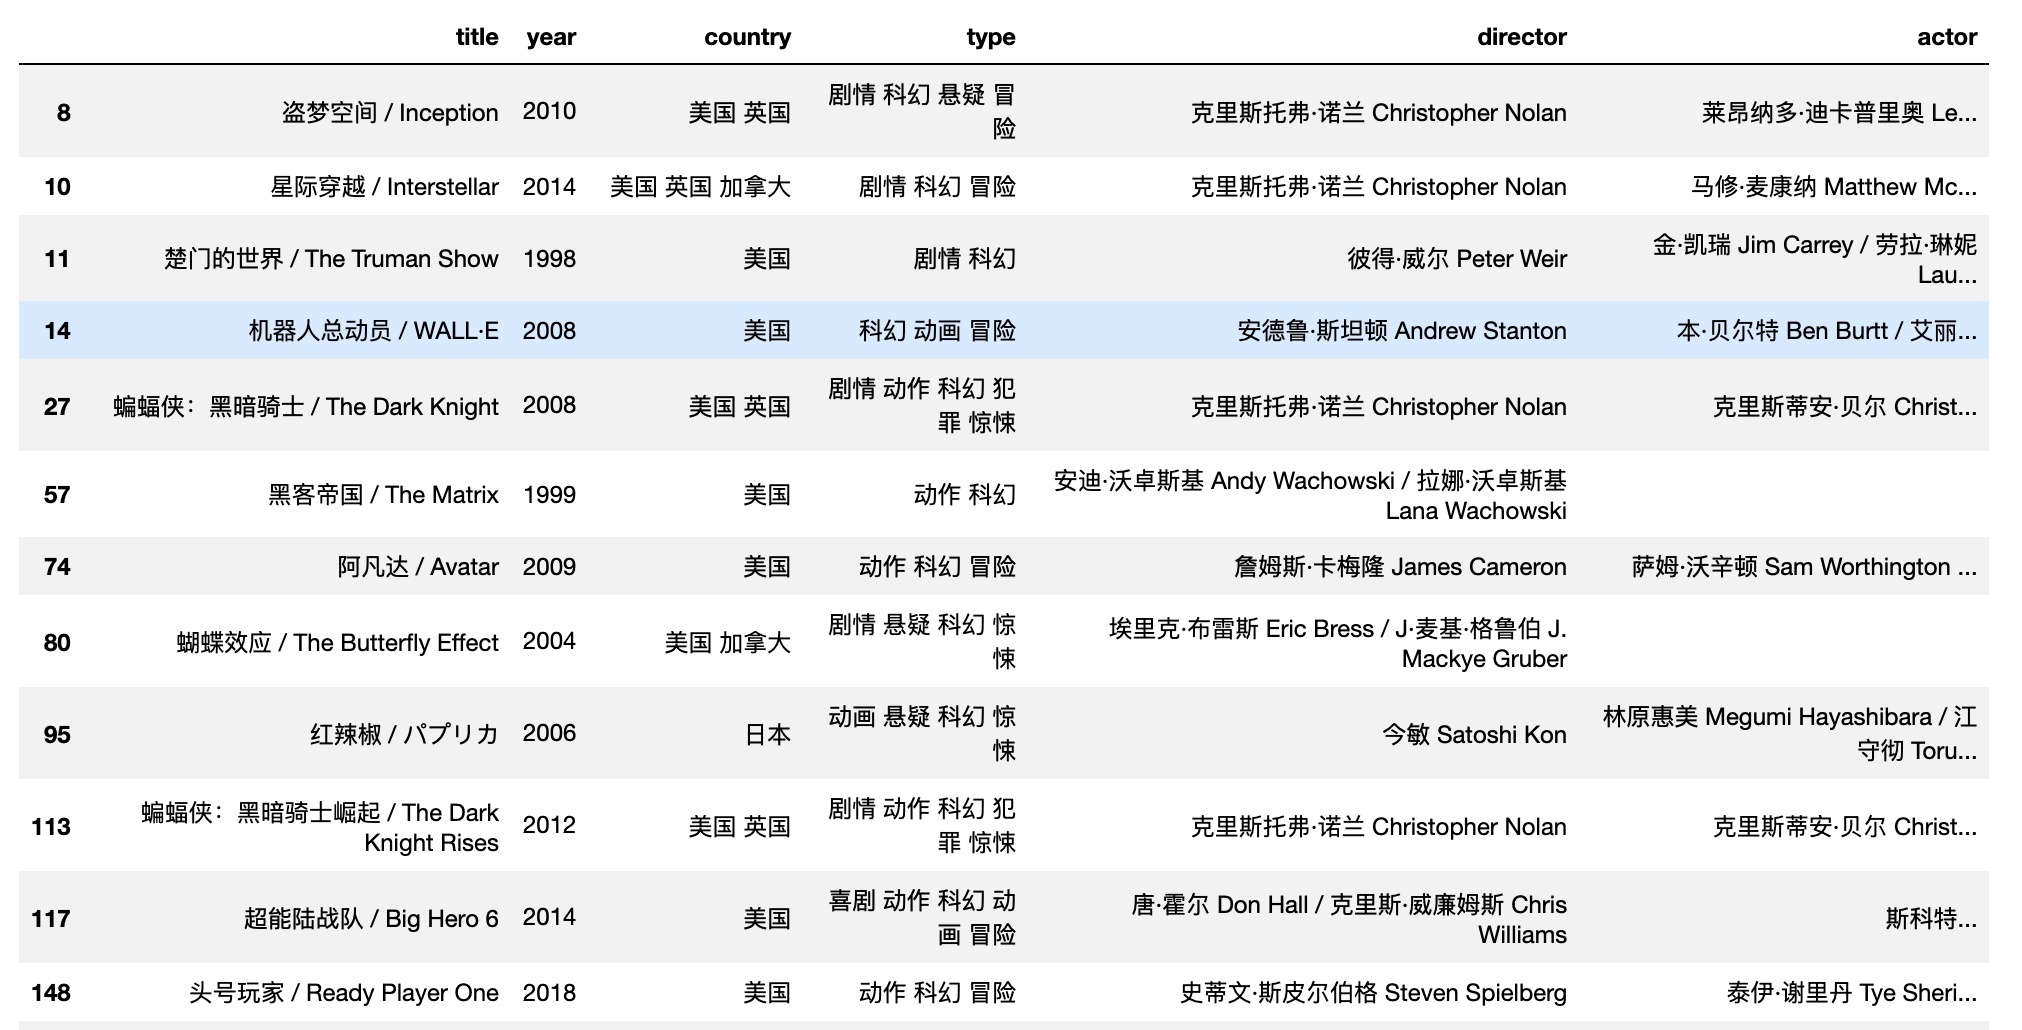 title year country type director actor
8 盗梦空间 / Inception 2010 美国 英国 剧情 科幻 悬疑 冒
险 克里斯托弗·诺兰 Christopher Nolan 莱昂纳多·迪卡普里奥 Le...
10 星际穿越 / Interstellar 2014 美国 英国 加拿大 剧情 科幻 冒险 克里斯托弗·诺兰 Christopher Nolan 马修·麦康纳 Matthew Mc...
11 楚门的世界 / The Truman Show 1998 美国 剧情 科幻 彼得·威尔 Peter Weir 金·凯瑞 Jim Carrey / 劳拉·琳妮
Lau...
14 机器人总动员 / WALL·E 2008 美国 科幻 动画 冒险 安德鲁·斯坦顿 Andrew Stanton 本·贝尔特 Ben Burtt / 艾丽...
27 蝙蝠侠：黑暗骑士 / The Dark Knight 2008 美国 英国 剧情 动作 科幻 犯
罪 惊悚 克里斯托弗·诺兰 Christopher Nolan 克里斯蒂安·贝尔 Christ...
57 黑客帝国 / The Matrix 1999 美国 动作 科幻 安迪·沃卓斯基 Andy Wachowski / 拉娜·沃卓斯基
Lana Wachowski
74 阿凡达 / Avatar 2009 美国 动作 科幻 冒险 詹姆斯·卡梅隆 James Cameron 萨姆·沃辛顿 Sam Worthington ...
80 蝴蝶效应 / The Butterfly Effect 2004 美国 加拿大 剧情 悬疑 科幻 惊
悚 埃里克·布雷斯 Eric Bress / J·麦基·格鲁伯 J.
Mackye Gruber
95 红辣椒 / パプリカ 2006 日本 动画 悬疑 科幻 惊
悚 今敏 Satoshi Kon 林原惠美 Megumi Hayashibara / 江
守彻 Toru...
113 蝙蝠侠：黑暗骑士崛起 / The Dark
Knight Rises 2012 美国 英国 剧情 动作 科幻 犯
罪 惊悚 克里斯托弗·诺兰 Christopher Nolan 克里斯蒂安·贝尔 Christ...
117 超能陆战队 / Big Hero 6 2014 美国 喜剧 动作 科幻 动
画 冒险 唐·霍尔 Don Hall / 克里斯·威廉姆斯 Chris
Williams 斯科特...
148 头号玩家 / Ready Player One 2018 美国 动作 科幻 冒险 史蒂文·斯皮尔伯格 Steven Spielberg 泰伊·谢里丹 Tye Sheri...